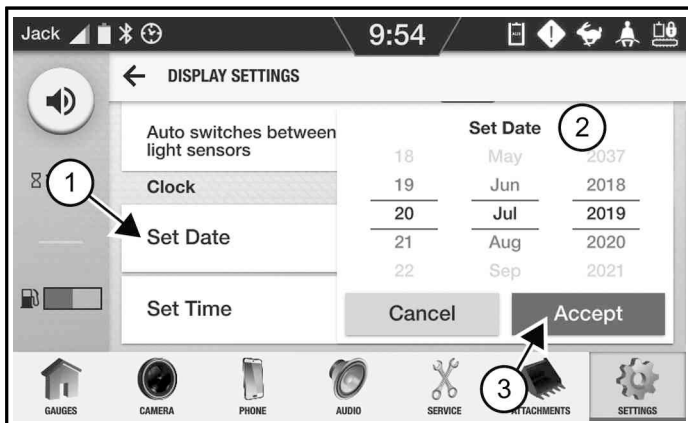 Jack
9:54
DISPLAY SETTINGS
Auto switches between
light sensors
Clock
Set Date
Set Time
1
Set Date
2
18 May 2037
19 Jun 2018
20 Jul 2019
21 Aug 2020
22 Sep 2021
Cancel
Accept
3
GAUGES
CAMERA
PHONE
AUDIO
SERVICE
ATTACHMENTS
SETTINGS